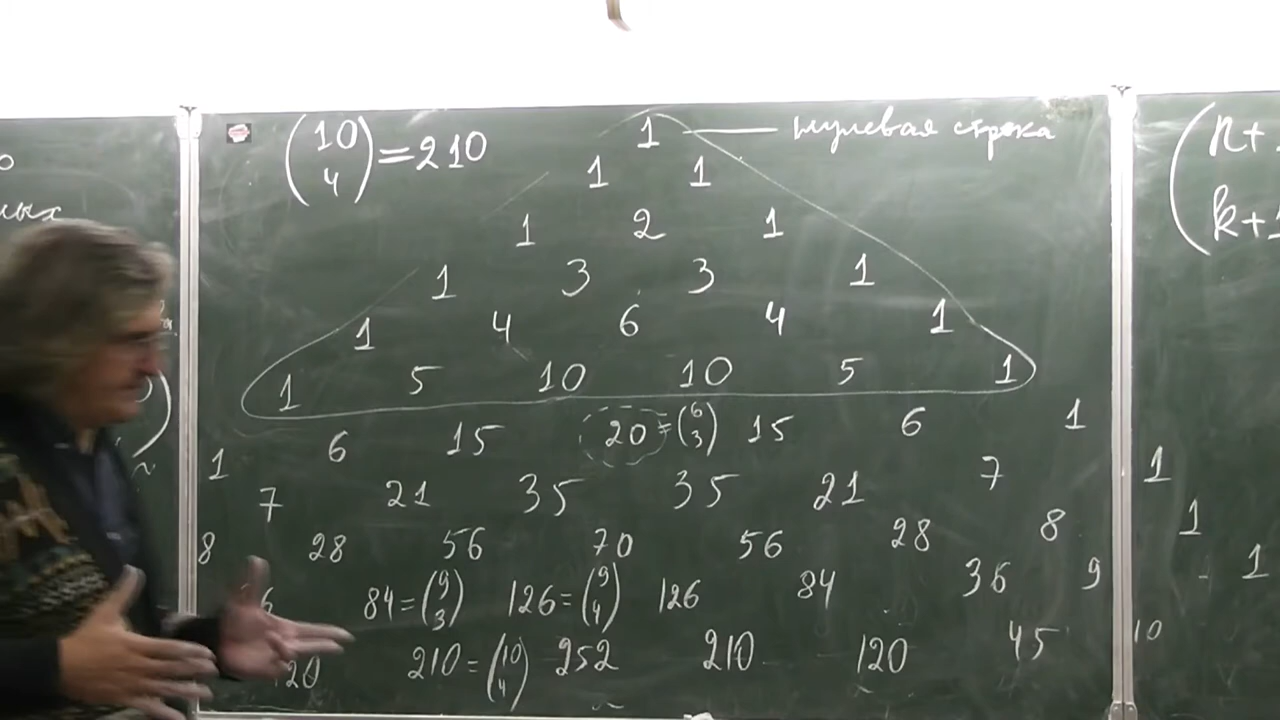 (10 4) = 210
1 — нулевая строка
1 1
1 2 1
1 3 3 1
1 4 6 4 1
1 5 10 10 5 1
1 6 15 20 = (6 3) 15 6 1
7 21 35 35 21 7 1
8 28 56 70 56 28 8 1
6 84 = (9 3) 126 = (9 4) 126 84 36 9 1
20 210 = (10 4) 252 210 120 45 10
(n+
k+1